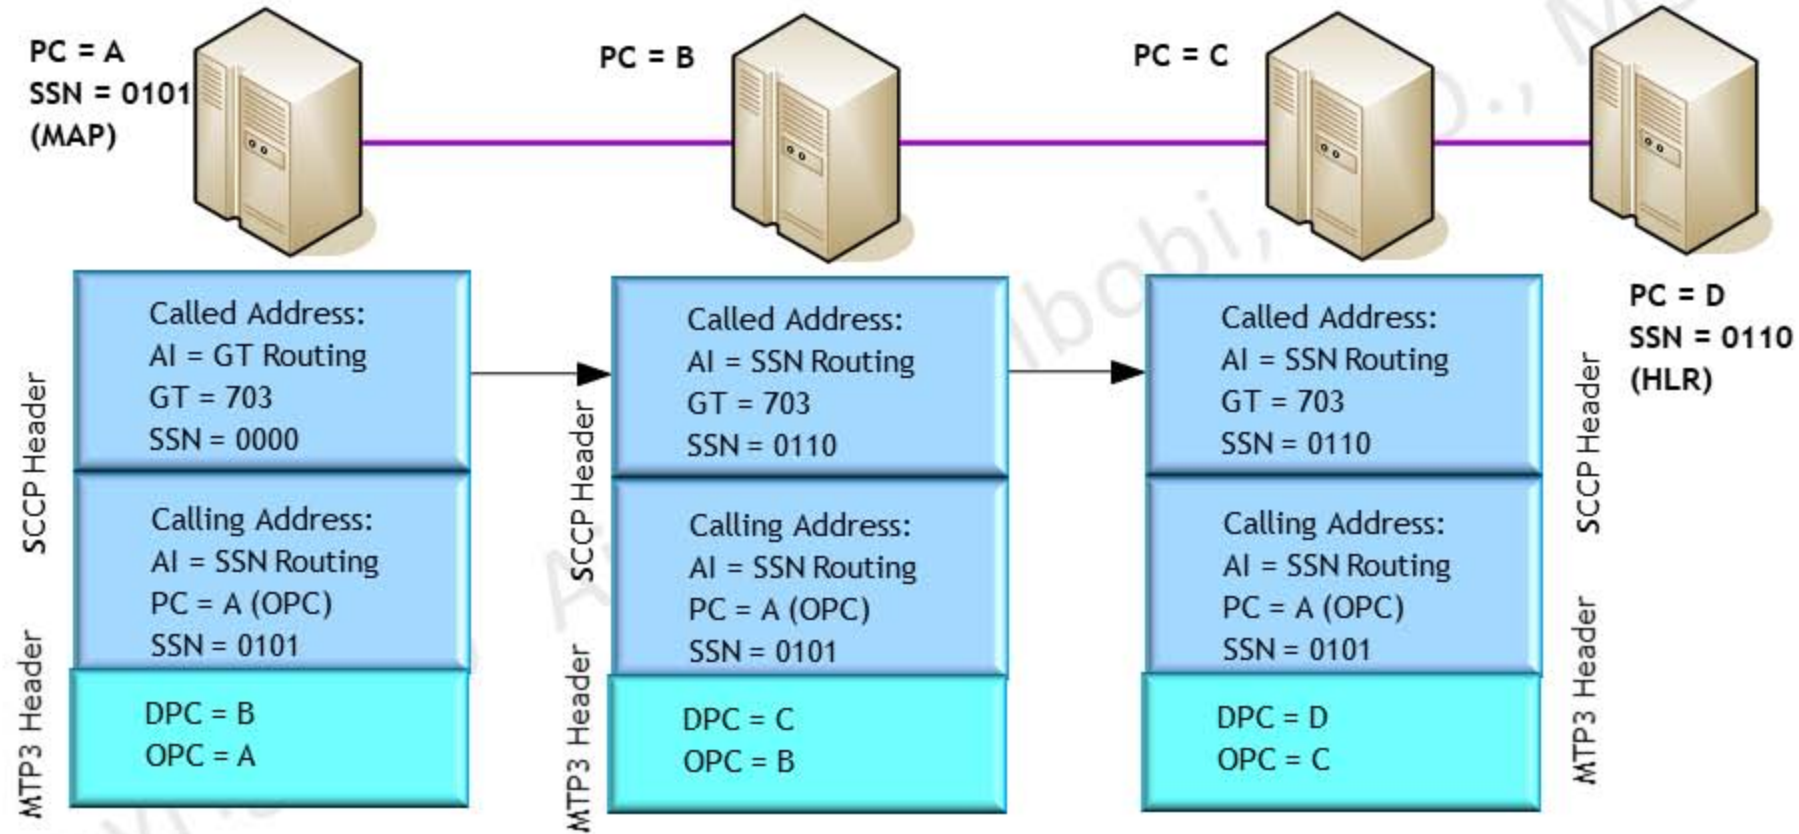 PC = A
SSN = 0101
(MAP)
PC = B
PC = C
PC = D
SSN = 0110
(HLR)
SCCP Header
Called Address:
AI = GT Routing
GT = 703
SSN = 0000
Calling Address:
AI = SSN Routing
PC = A (OPC)
SSN = 0101
MTP3 Header
DPC = B
OPC = A
SCCP Header
Called Address:
AI = SSN Routing
GT = 703
SSN = 0110
Calling Address:
AI = SSN Routing
PC = A (OPC)
SSN = 0101
MTP3 Header
DPC = C
OPC = B
Called Address:
AI = SSN Routing
GT = 703
SSN = 0110
Calling Address:
AI = SSN Routing
PC = A (OPC)
SSN = 0101
DPC = D
OPC = C
SCCP Header
MTP3 Header